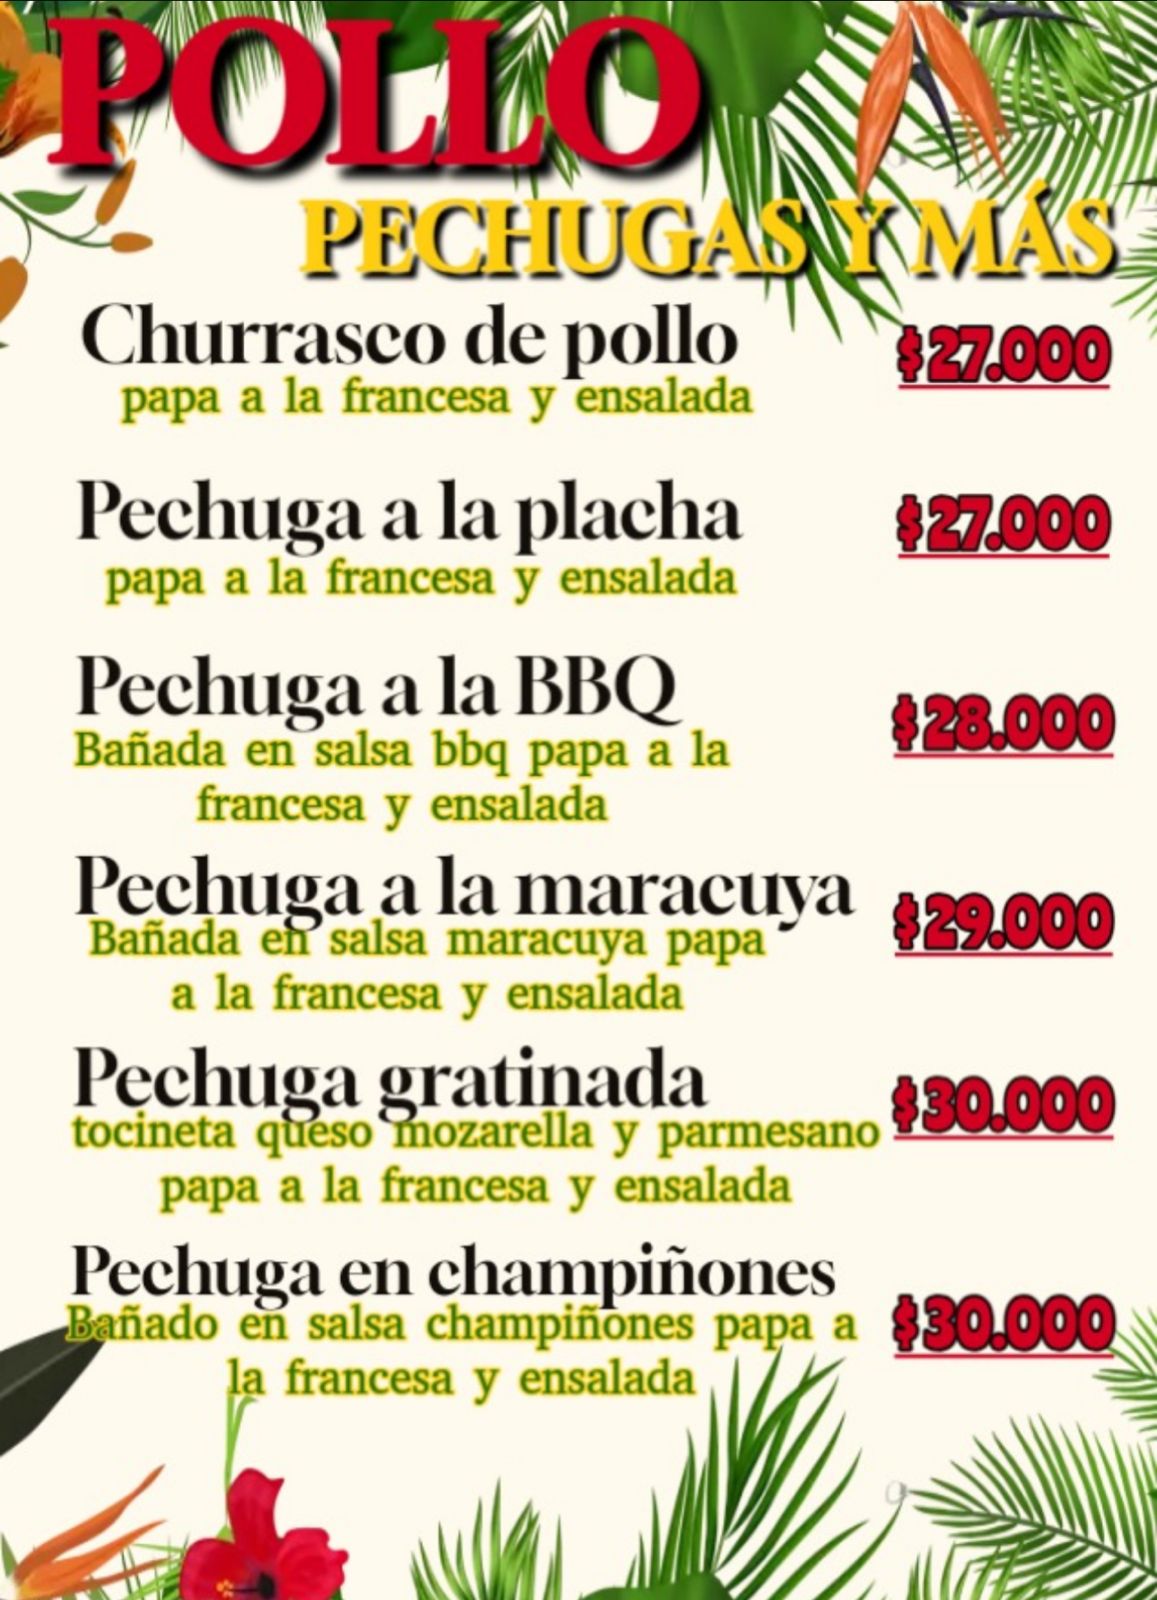 POLLO
PECHUGAS Y MÁS
Churrasco de pollo
$27.000
papa a la francesa y ensalada
Pechuga a la placha
$27.000
papa a la francesa y ensalada
Pechuga a la BBQ
$28.000
Bañada en salsa bbq papa a la
francesa y ensalada
Pechuga a la maracuya
$29.000
Bañada en salsa maracuya papa
a la francesa y ensalada
Pechuga gratinada
$30.000
tocineta queso mozarella y parmesano
papa a la francesa y ensalada
Pechuga en champiñones
$30.000
Bañado en salsa champiñones papa a
la francesa y ensalada